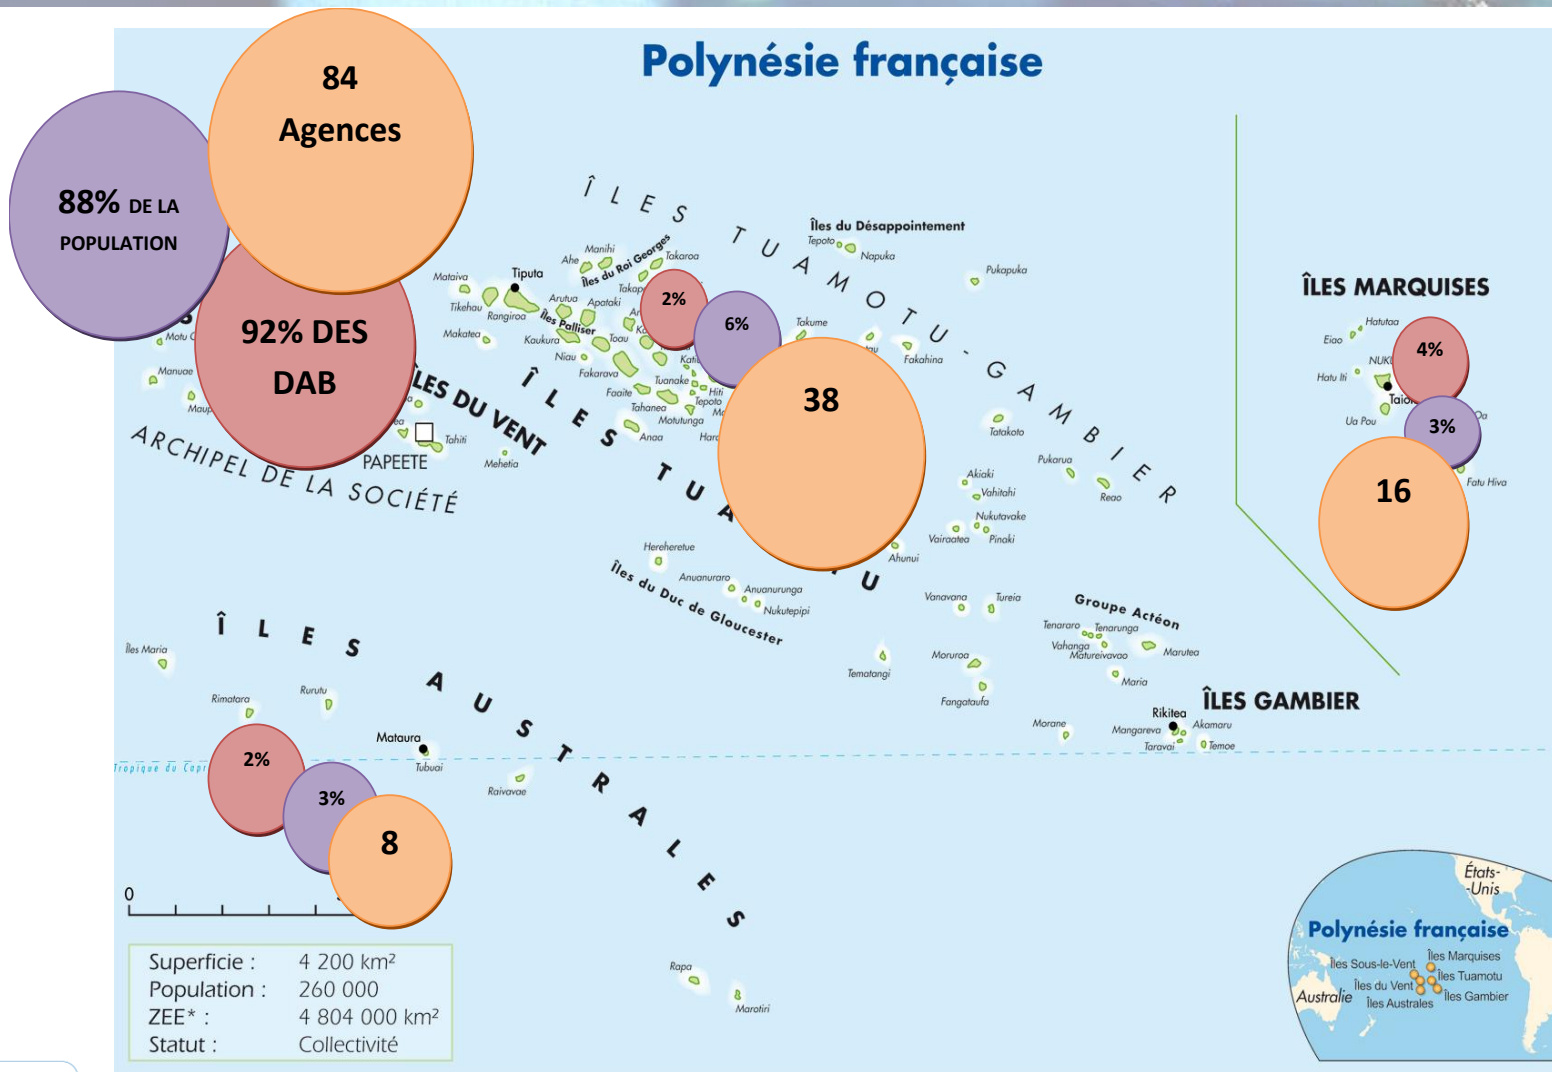 Polynésie française
84
Agences
88% DE LA
POPULATION
92% DES
DAB
ÎLES TUAMOTU-GAMBIER
Îles du Désappointement
Tepoto
Napuka
Pukapuka
Manihi
Ahe
Îles du Roi Georges
Takaroa
Mataiva
Tiputa
Tikehau
Rangiroa
Arutua
Apataki
Îles Palliser
Makatea
Kaukura
Niau
Toau
Fakarava
Faaite
Tahanea
Anaa
Tuanake
Hiti
Tepoto
Motutunga
2%
6%
38
Takume
Fakahina
Tatakoto
Pukarua
Reao
Akiaki
Vahitahi
Nukutavake
Pinaki
Vairaatea
Ahunui
ÎLES MARQUISES
Hatutaa
Eiao
Hatu Iti
Ua Pou
Fatu Hiva
4%
3%
16
Manuae
ÎLES DU VENT
Tahiti
PAPEETE
Mehetia
ARCHIPEL DE LA SOCIÉTÉ
Hereheretue
Anuanuraro
Anuanurunga
Nukutepipi
Îles du Duc de Gloucester
Vanavana
Tureia
Groupe Actéon
Tenararo
Tenarunga
Vahanga
Matureivavao
Marutea
Maria
Tematangi
Moruroa
Fangataufa
Morane
ÎLES GAMBIER
Rikitea
Mangareva
Akamaru
Taravai
Temoe
ÎLES AUSTRALES
Îles Maria
Rimatara
Rurutu
Mataura
Tubuai
Raivavae
Tropique du
2%
3%
8
0
Rapa
Marotiri
Superficie : 4 200 km²
Population : 260 000
ZEE* : 4 804 000 km²
Statut : Collectivité
États-
-Unis
Polynésie française
Îles Marquises
Îles Sous-le-Vent
Îles Tuamotu
Îles du Vent
Îles Gambier
Îles Australes
Australie